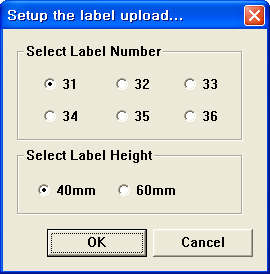 Setup the label upload...
Select Label Number
31 32 33
34 35 36
Select Label Height
40mm 60mm
OK Cancel